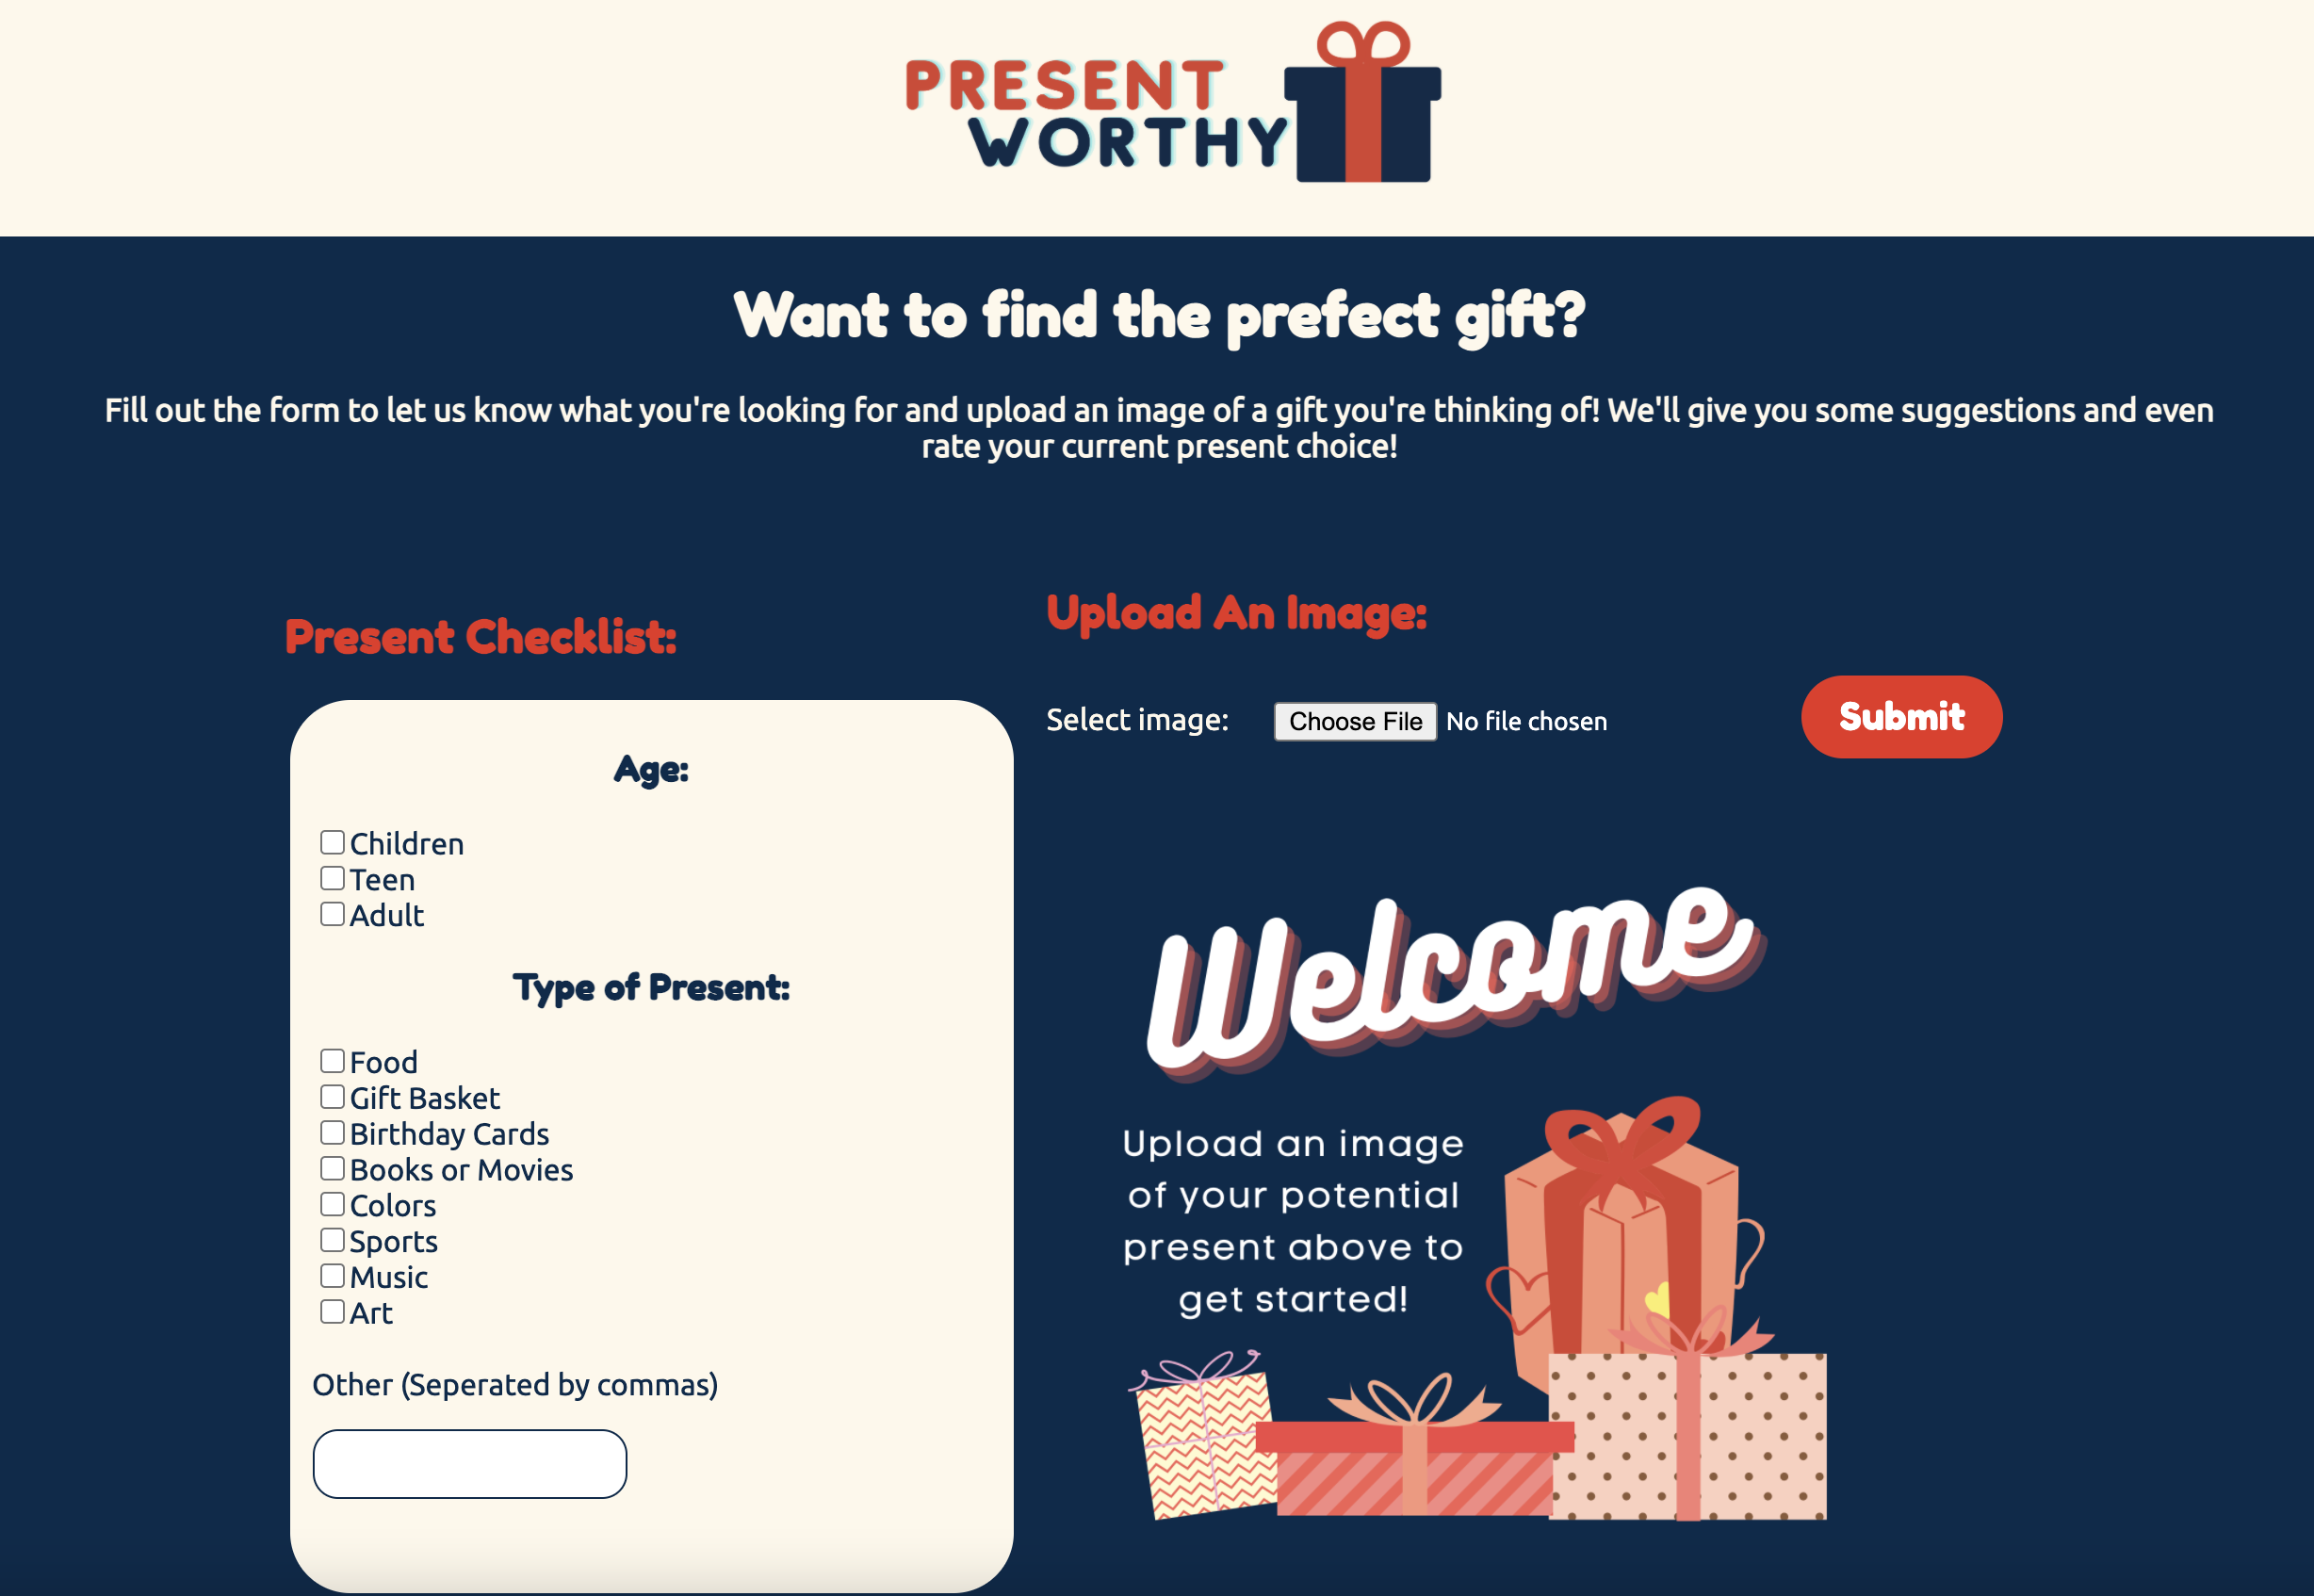 PRESENT
WORTHY
Want to find the prefect gift?
Fill out the form to let us know what you're looking for and upload an image of a gift you're thinking of! We'll give you some suggestions and even
rate your current present choice!
Present Checklist:
Age:
Children
Teen
Adult
Type of Present:
Food
Gift Basket
Birthday Cards
Books or Movies
Colors
Sports
Music
Art
Other (Seperated by commas)
Upload An Image:
Select image: Choose File No file chosen
Submit
Welcome
Upload an image
of your potential
present above to
get started!